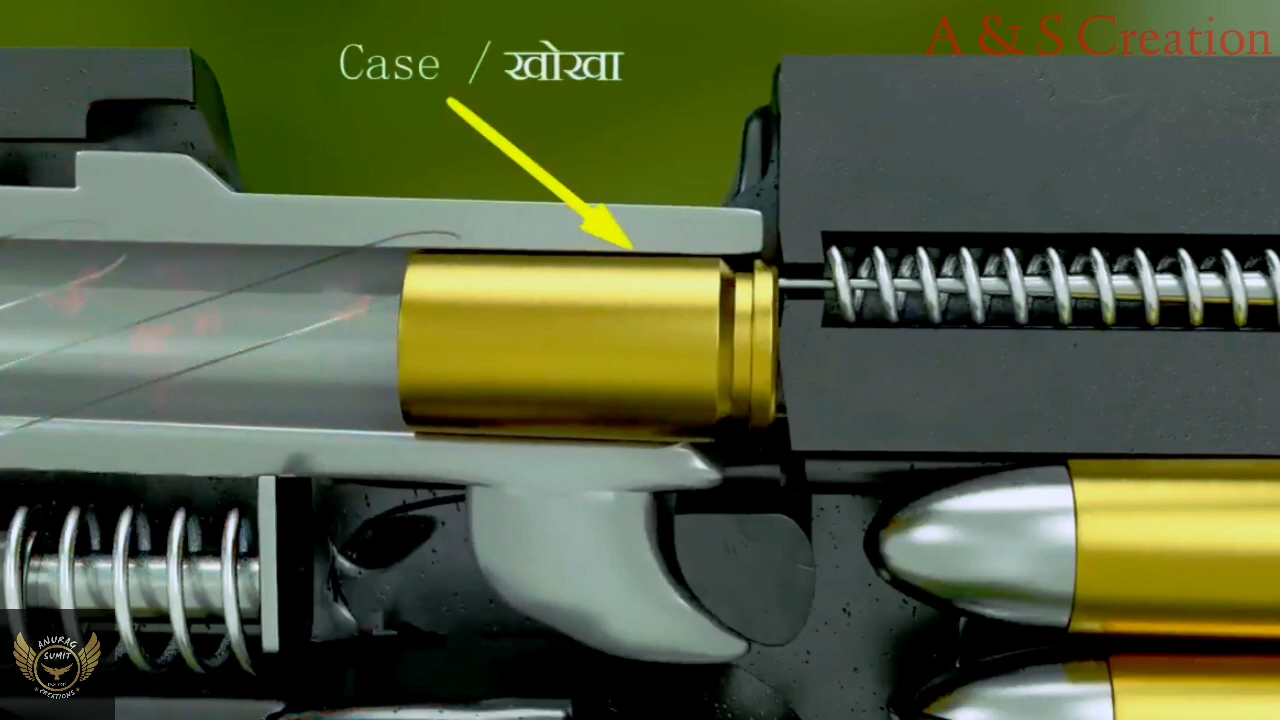 A & S Creation
Case / खोखा
ANURAG
SUMIT
CREATIONS